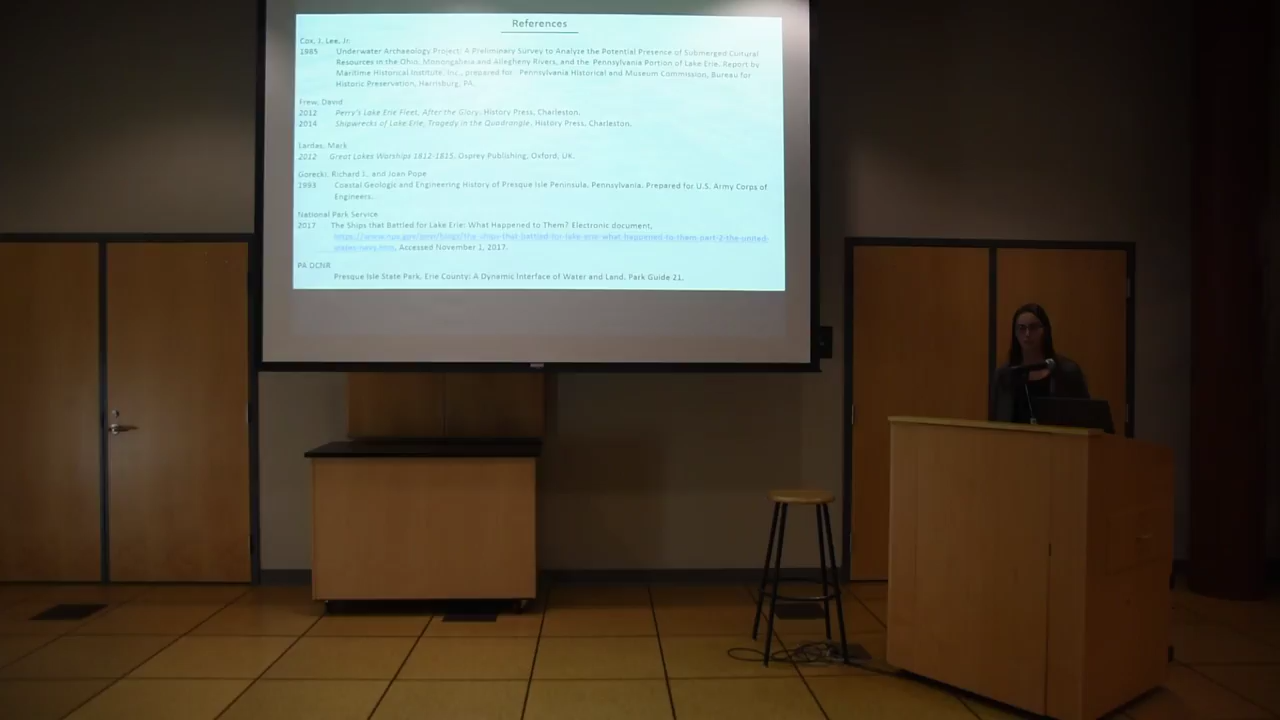 References
Cox, J. Lee, Jr.
1985 Underwater Archaeology Project: A Preliminary Survey to Analyze the Potential Presence of Submerged Cultural
Resources in the Ohio, Monongahela and Allegheny Rivers, and the Pennsylvania Portion of Lake Erie. Report by
Maritime Historical Institute, Inc., prepared for Pennsylvania Historical and Museum Commission, Bureau for
Historic Preservation, Harrisburg, PA.
Frew, David
2012 Perry's Lake Erie Fleet, After the Glory. History Press, Charleston.
2014 Shipwrecks of Lake Erie, Tragedy in the Quadrangle. History Press, Charleston.
Lardas, Mark
2012 Great Lakes Warships 1812-1815. Osprey Publishing, Oxford, UK.
Gorecki, Richard J., and Joan Pope
1993 Coastal Geologic and Engineering History of Presque Isle Peninsula, Pennsylvania. Prepared for U.S. Army Corps of
Engineers.
National Park Service
2017 The Ships that Battled for Lake Erie: What Happened to Them? Electronic document,
Accessed November 1, 2017.
PA DCNR
Presque Isle State Park, Erie County: A Dynamic Interface of Water and Land. Park Guide 21.